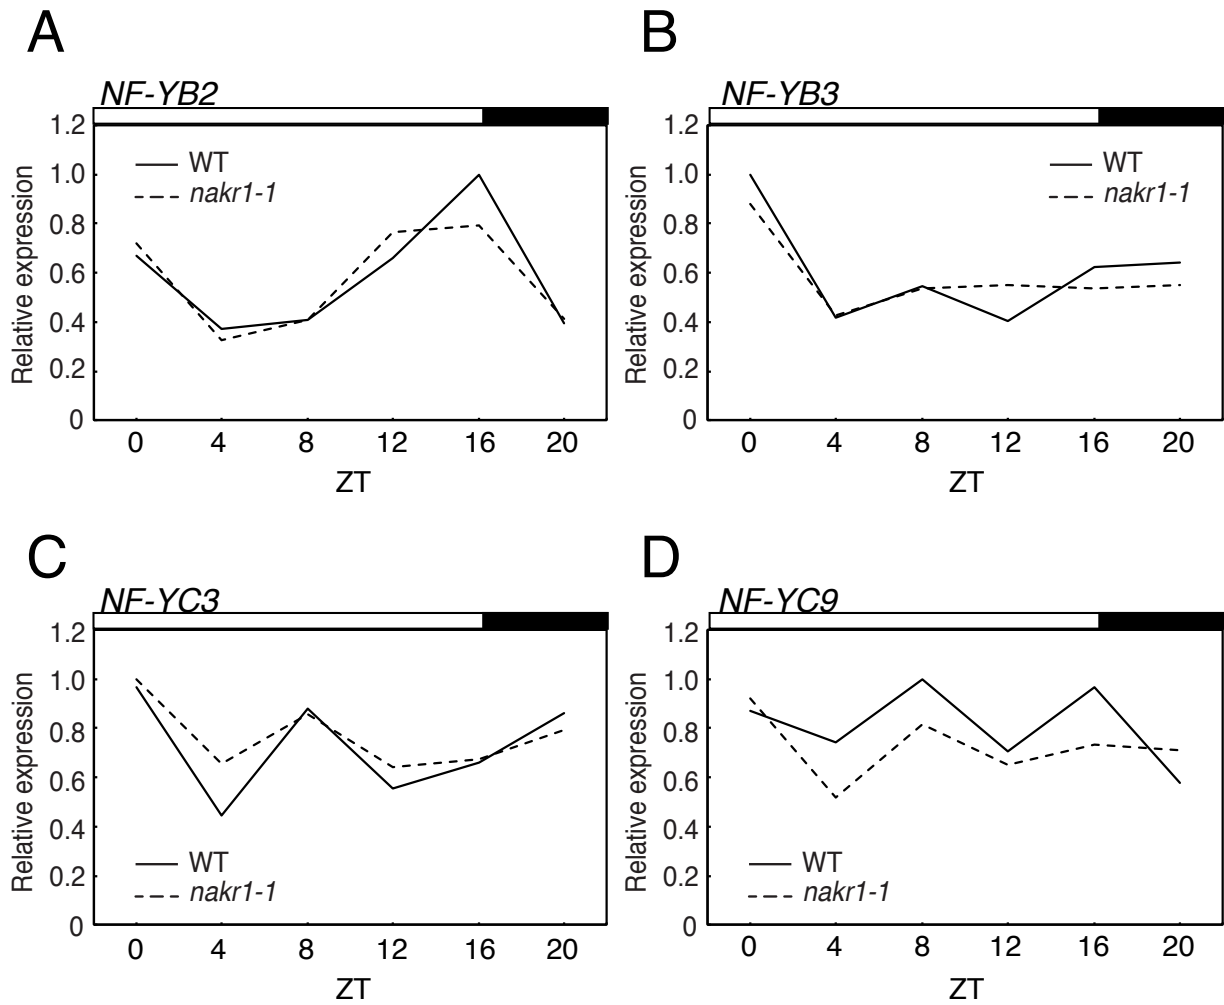 A
NF-YB2
1.2
1.0
0.8
0.6
0.4
0.2
0
Relative expression
WT
nakr1-1
0 4 8 12 16 20
ZT
B
NF-YB3
1.2
1.0
0.8
0.6
0.4
0.2
0
Relative expression
WT
nakr1-1
0 4 8 12 16 20
ZT
C
NF-YC3
1.2
1.0
0.8
0.6
0.4
0.2
0
Relative expression
WT
nakr1-1
0 4 8 12 16 20
ZT
D
NF-YC9
1.2
1.0
0.8
0.6
0.4
0.2
0
Relative expression
WT
nakr1-1
0 4 8 12 16 20
ZT